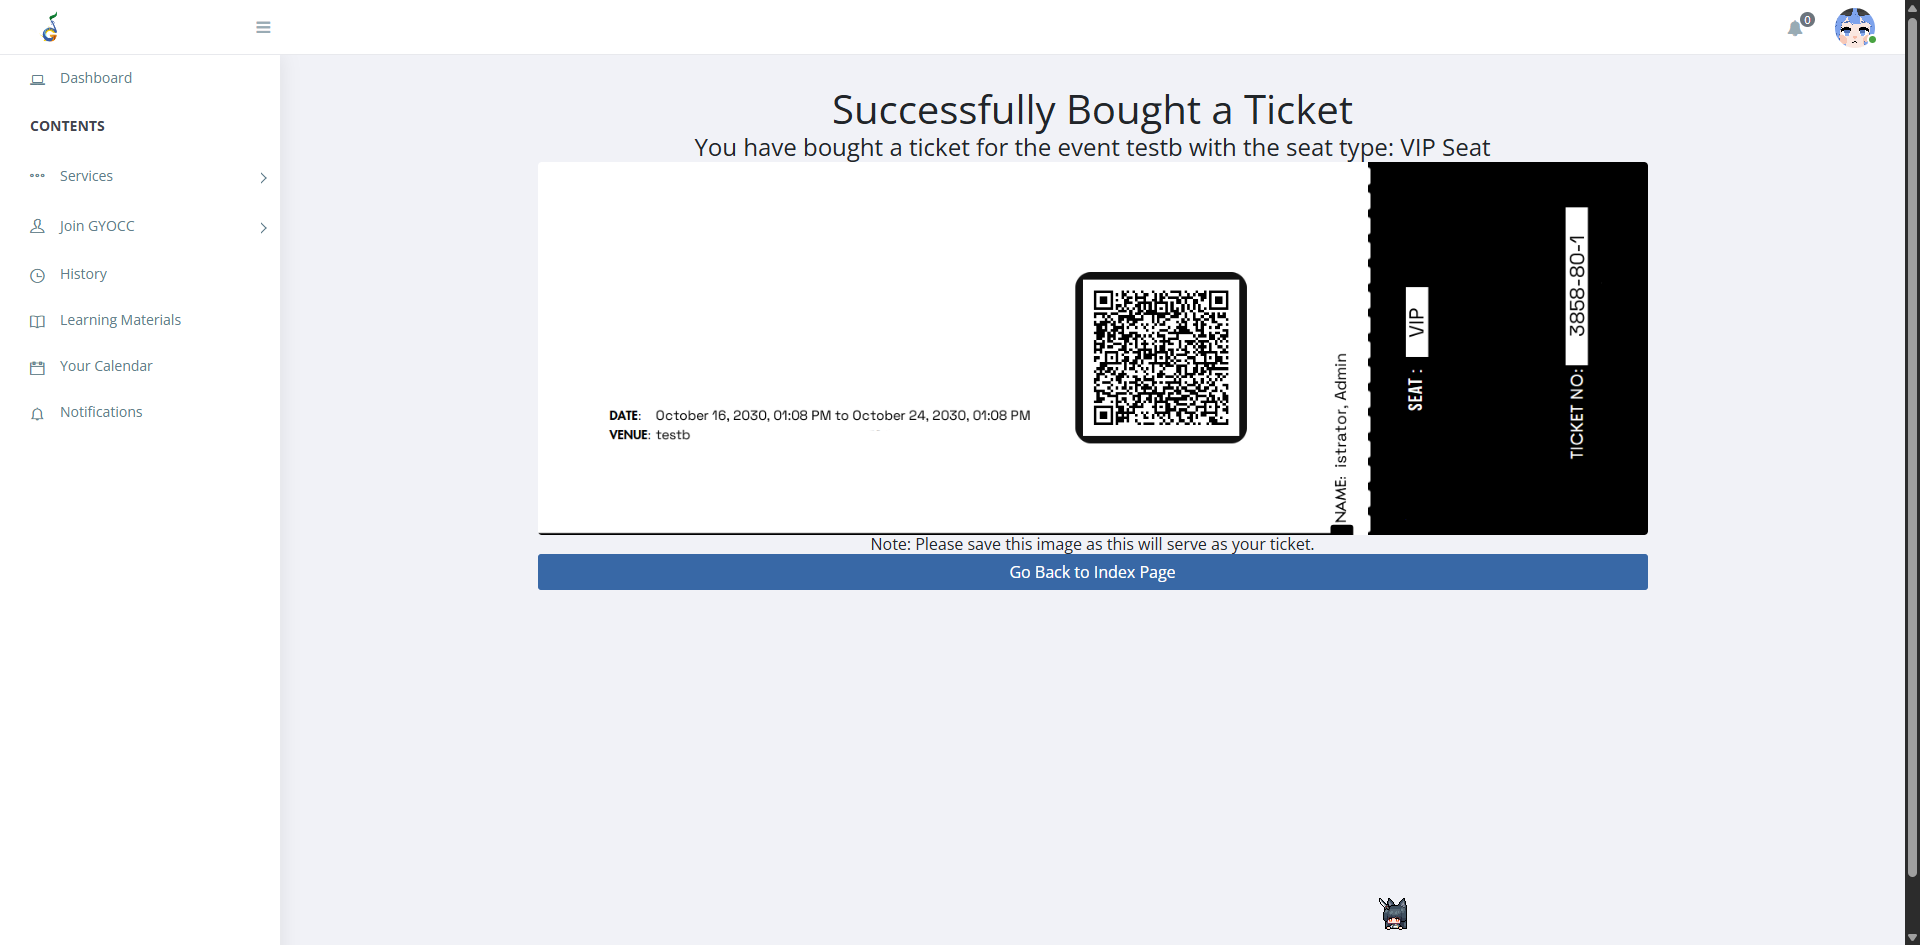 G
0
Dashboard
CONTENTS
Services
Join GYOCC
History
Learning Materials
Your Calendar
Notifications
Successfully Bought a Ticket
You have bought a ticket for the event testb with the seat type: VIP Seat
DATE: October 16, 2030, 01:08 PM to October 24, 2030, 01:08 PM
VENUE: testb
NAME: istrator, Admin
SEAT : VIP
TICKET NO: 3858-80-1
Note: Please save this image as this will serve as your ticket.
Go Back to Index Page